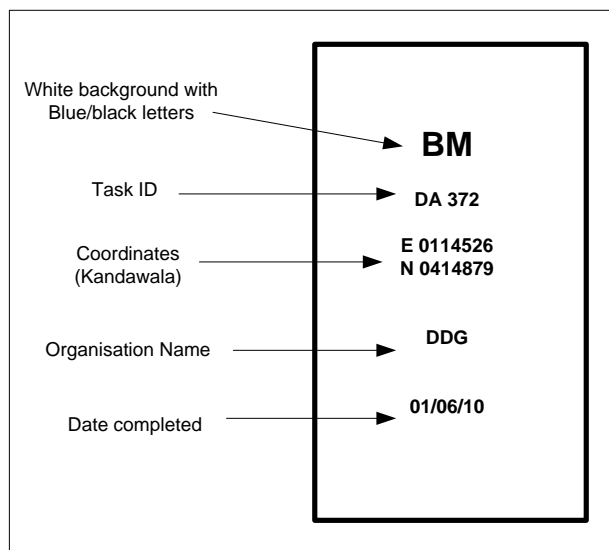 White background with
Blue/black letters
BM
Task ID
DA 372
Coordinates
(Kandawala)
E 0114526
N 0414879
Organisation Name
DDG
Date completed
01/06/10